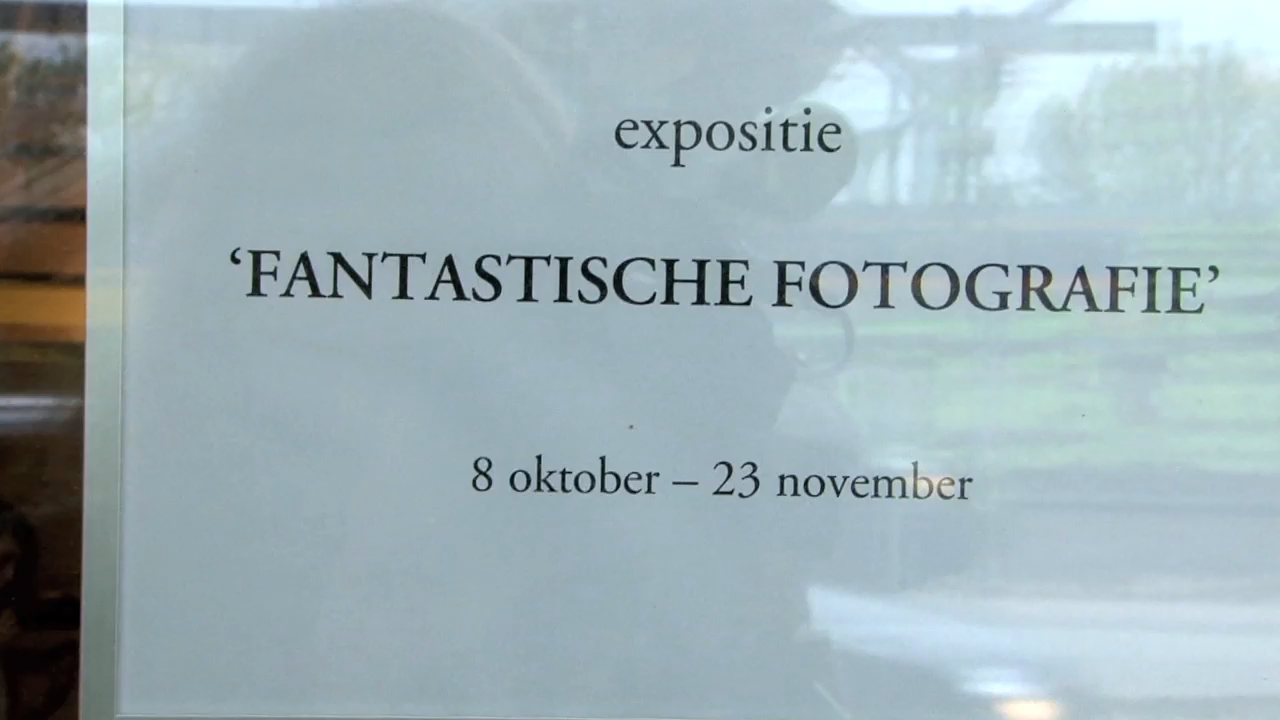 expositie
‘FANTASTISCHE FOTOGRAFIE’
8 oktober – 23 november